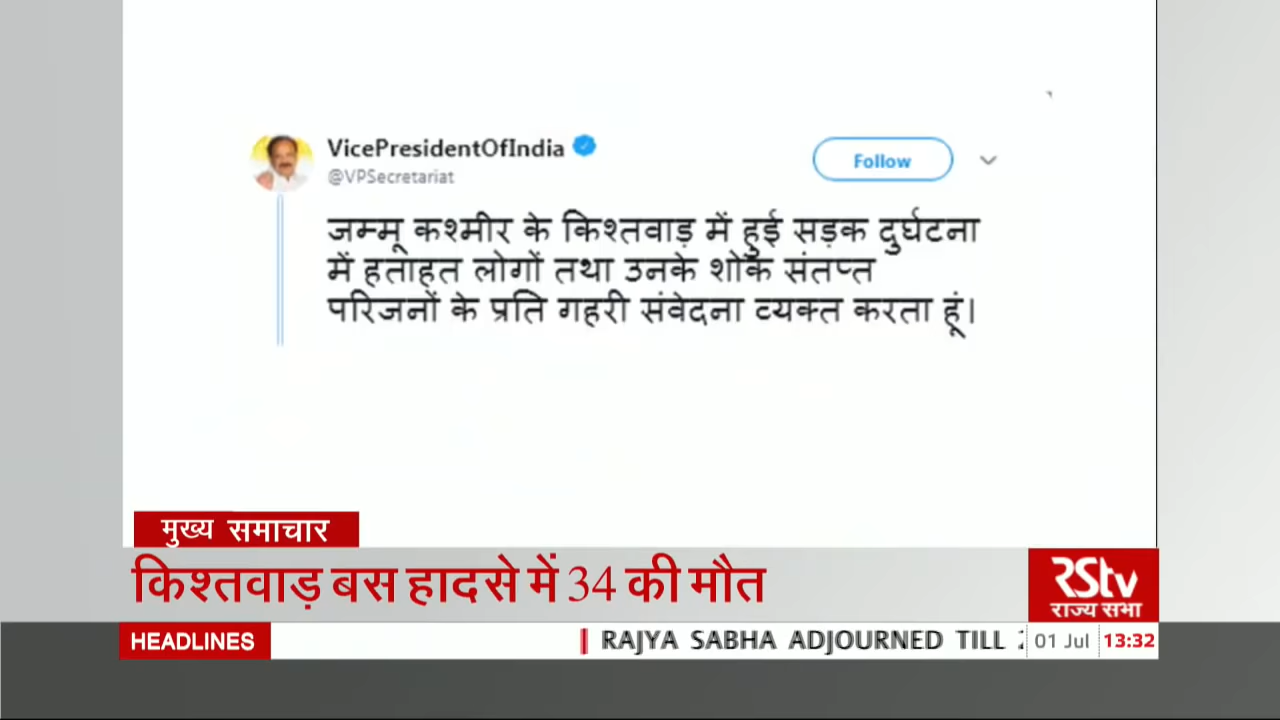 VicePresidentOfIndia
@VPSecretariat
Follow
जम्मू कश्मीर के किश्तवाड़ में हुई सड़क दुर्घटना
में हताहत लोगों तथा उनके शोक संतप्त
परिजनों के प्रति गहरी संवेदना व्यक्त करता हूं।
मुख्य समाचार
किश्तवाड़ बस हादसे में 34 की मौत
RSTV
राज्य सभा
HEADLINES
RAJYA SABHA ADJOURNED TILL
01 Jul
13:32